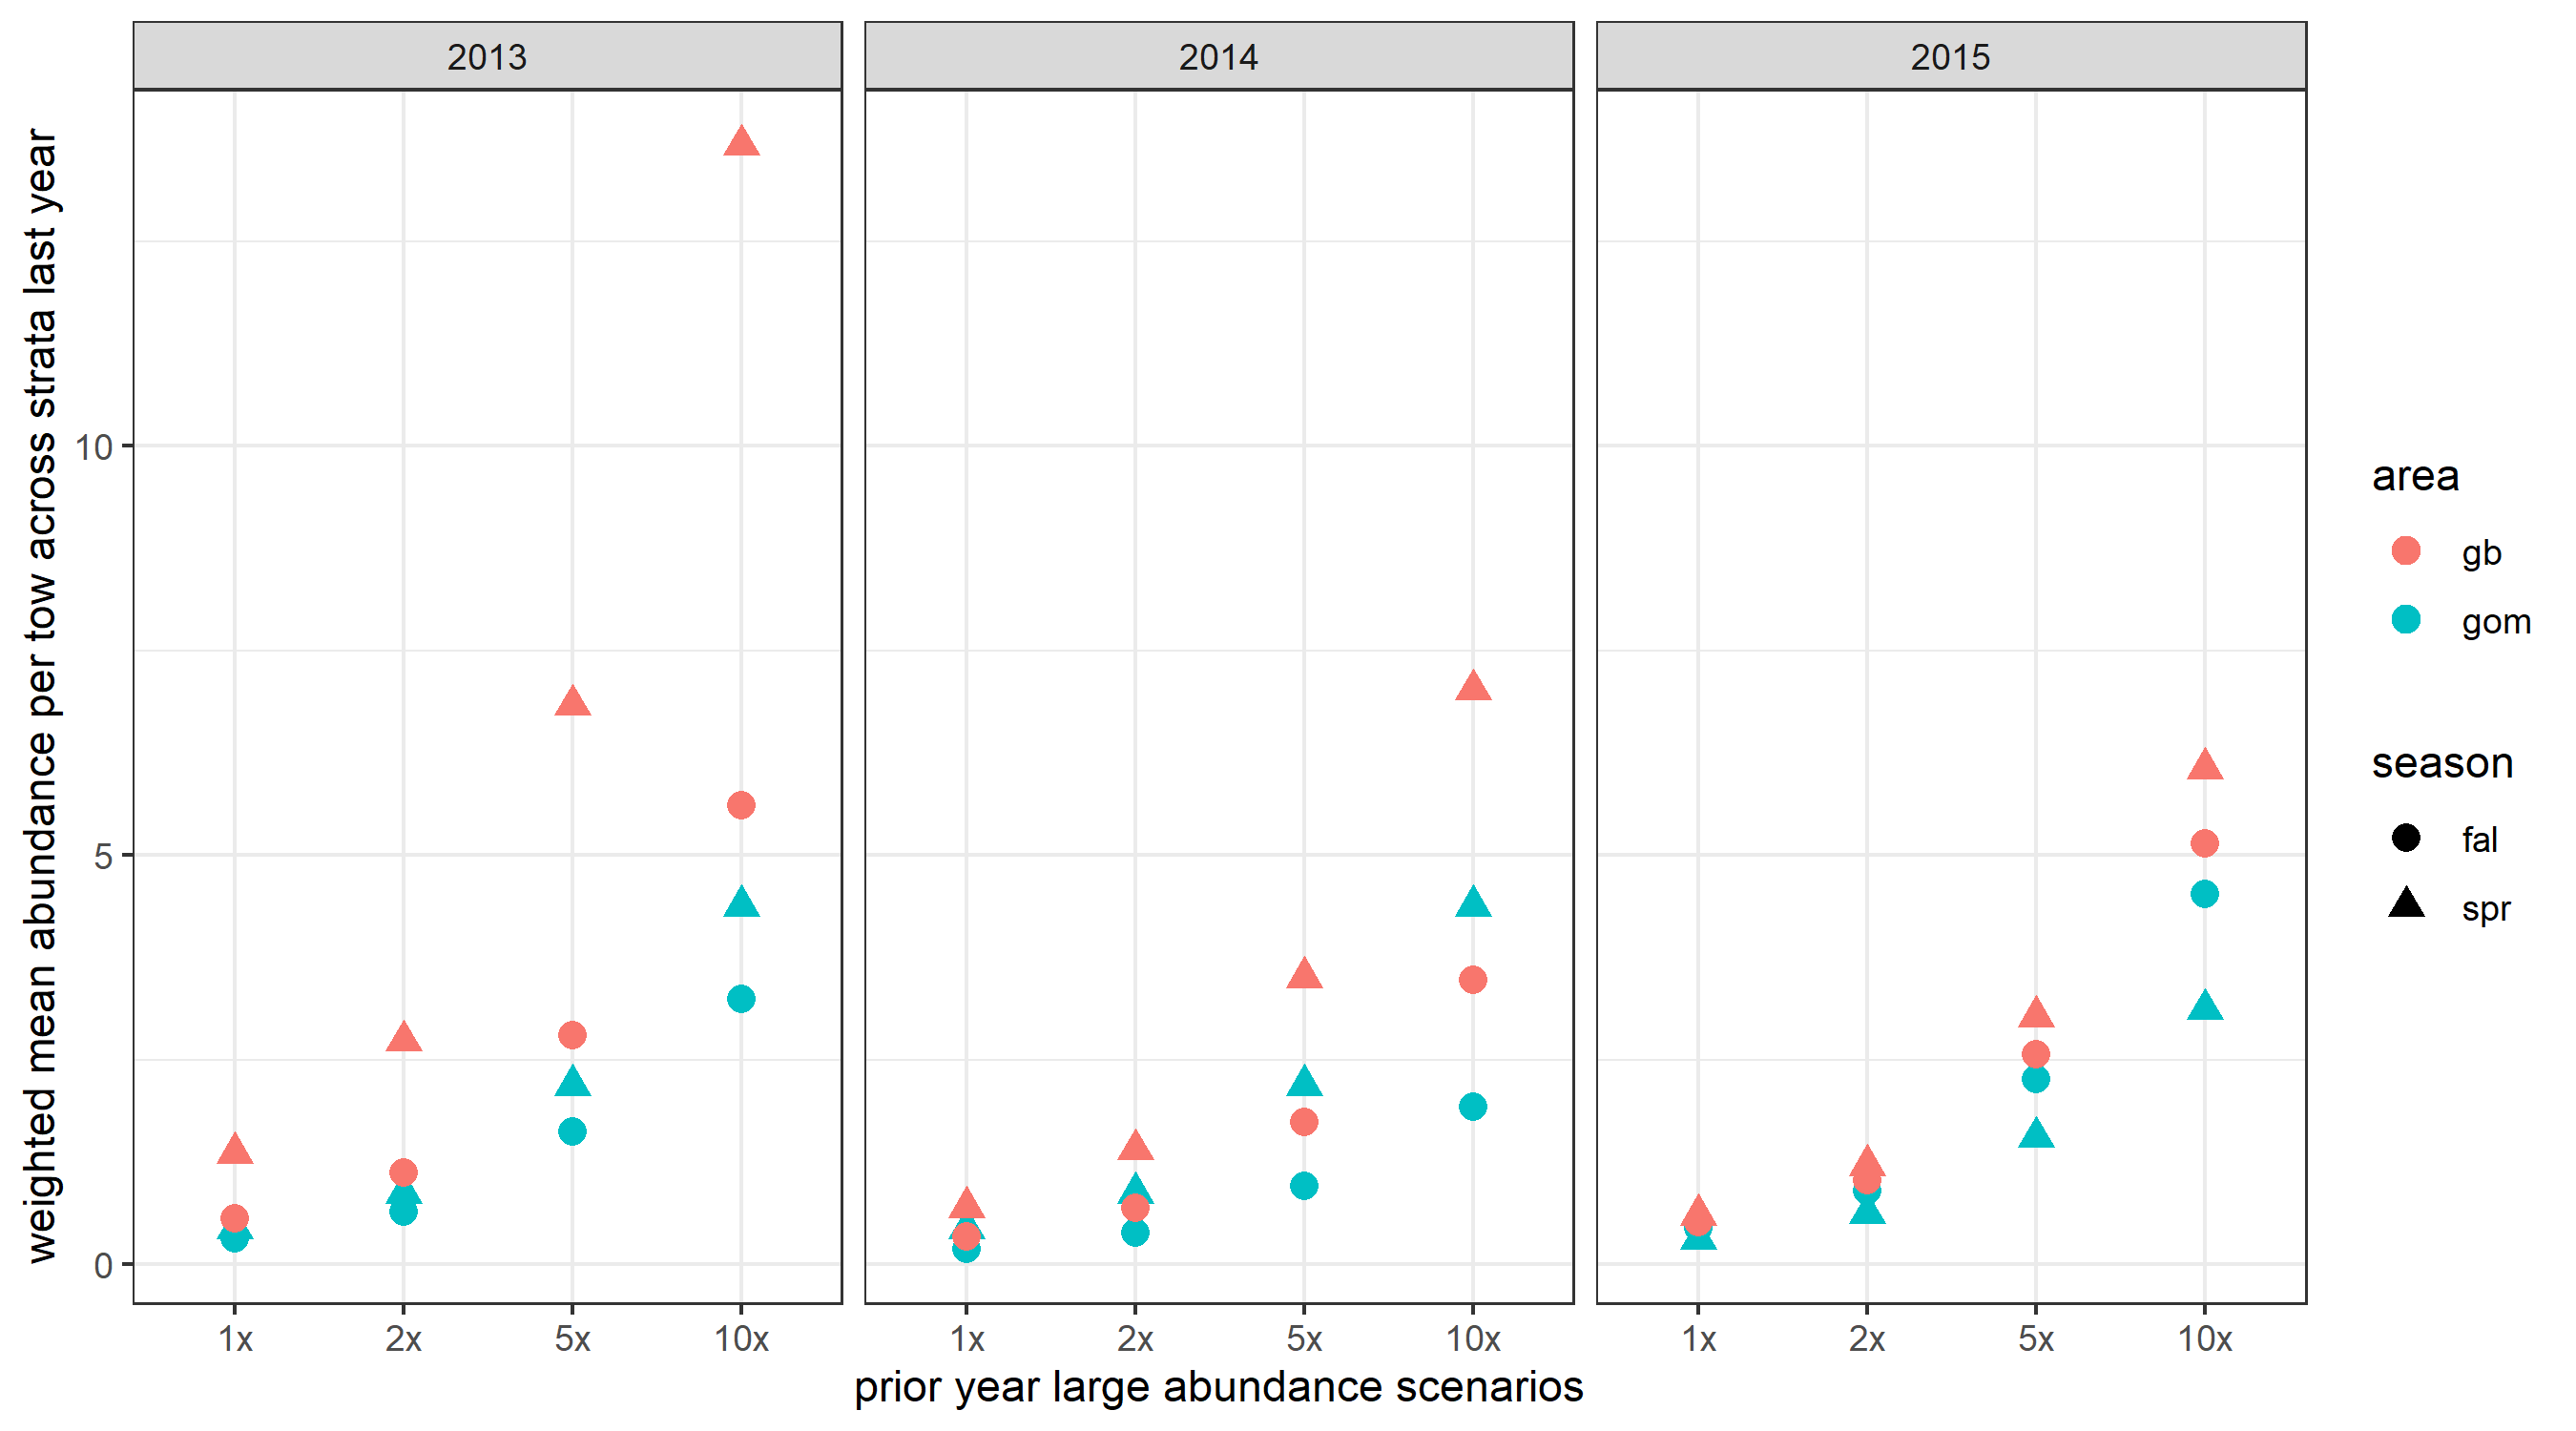 2013
2014
2015
weighted mean abundance per tow across strata last year
10
5
0
1x
2x
5x
10x
1x
2x
5x
10x
1x
2x
5x
10x
prior year large abundance scenarios
area
gb
gom
season
fal
spr